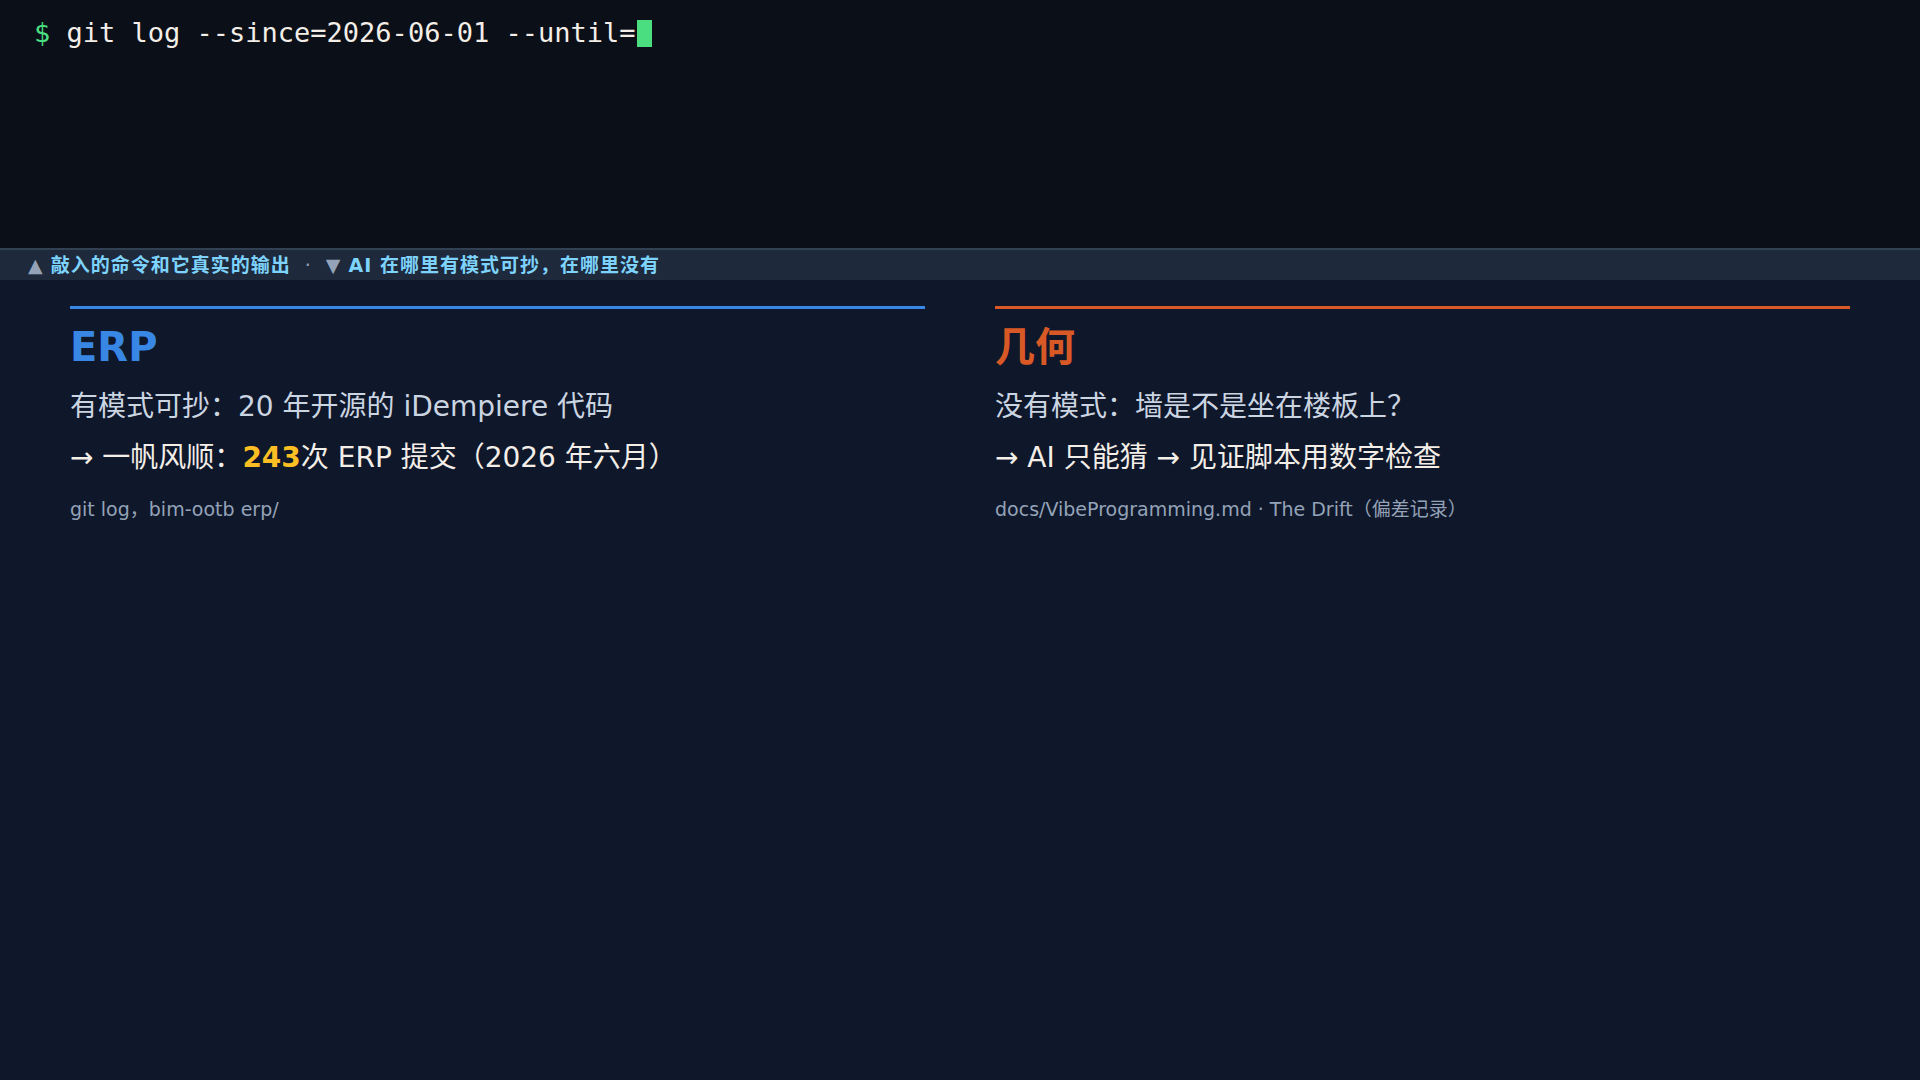 $ git log --since=2026-06-01 --until=
▲ 敲入的命令和它真实的输出 · ▼ AI 在哪里有模式可抄，在哪里没有
ERP
有模式可抄：20 年开源的 iDempiere 代码
→ 一帆风顺：243次 ERP 提交（2026 年六月）
git log，bim-ootb erp/
几何
没有模式：墙是不是坐在楼板上？
→ AI 只能猜 → 见证脚本用数字检查
docs/VibeProgramming.md · The Drift（偏差记录）